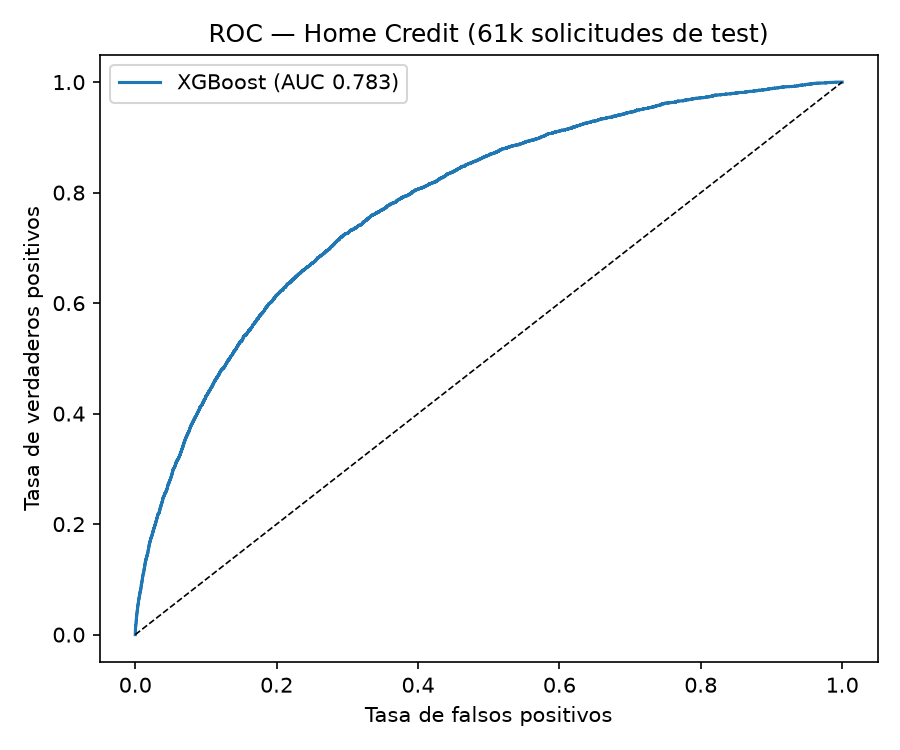 ROC — Home Credit (61k solicitudes de test)
XGBoost (AUC 0.783)
Tasa de verdaderos positivos
1.0
0.8
0.6
0.4
0.2
0.0
0.0 0.2 0.4 0.6 0.8 1.0
Tasa de falsos positivos